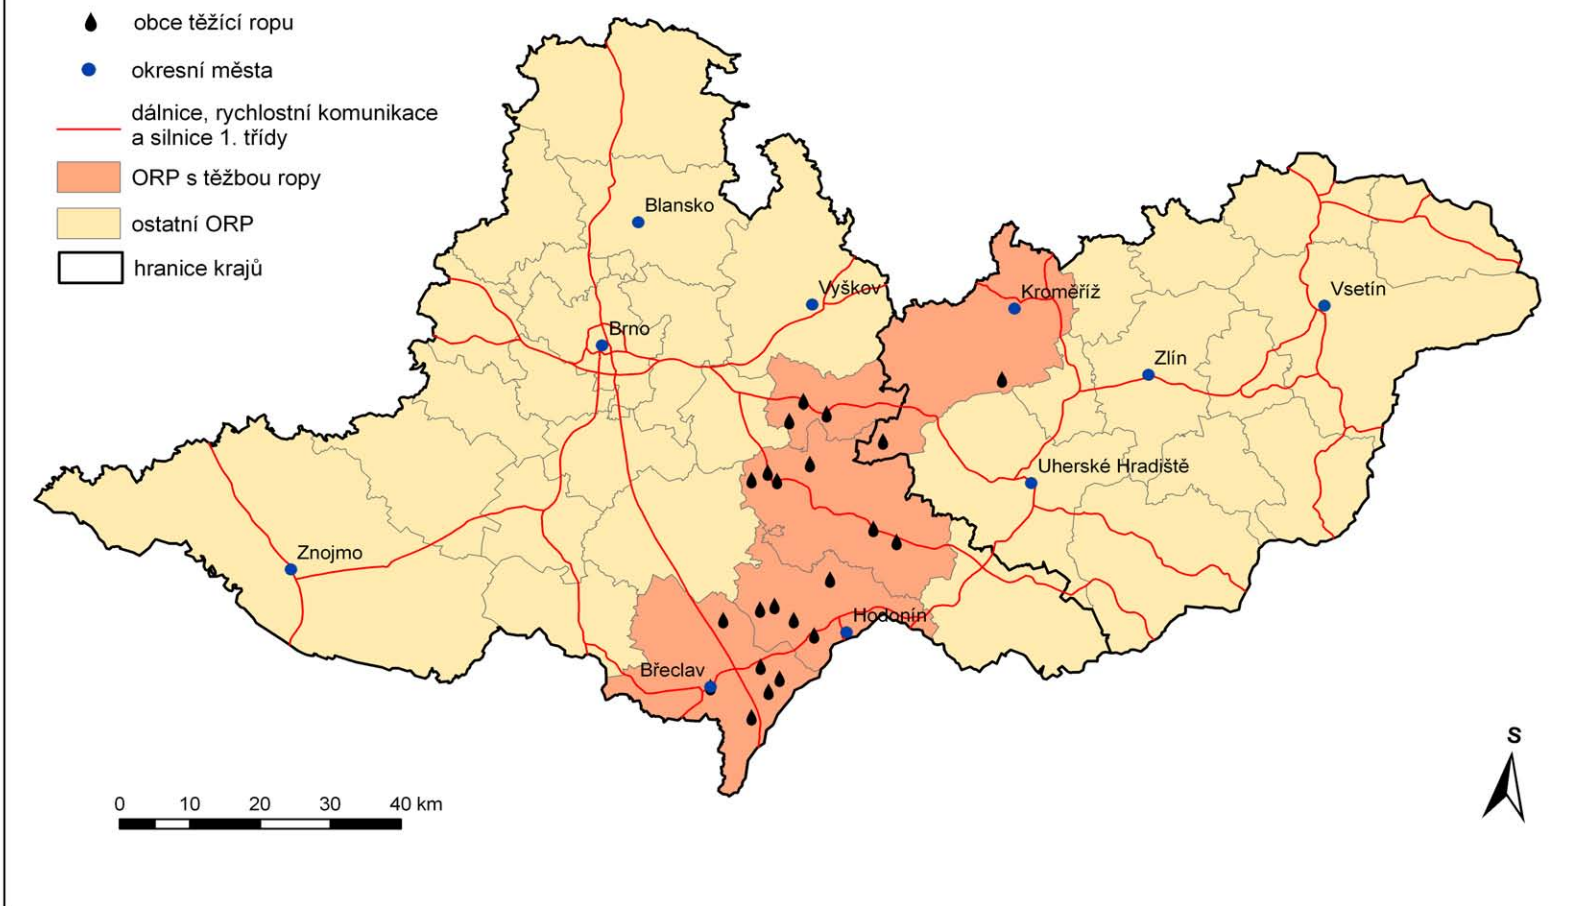 obce těžící ropu
okresní města
dálnice, rychlostní komunikace
a silnice 1. třídy
ORP s těžbou ropy
ostatní ORP
hranice krajů
Blansko
Vyškov
Kroměříž
Vsetín
Brno
Zlín
Uherské Hradiště
Znojmo
Hodonín
Břeclav
S
0 10 20 30 40 km